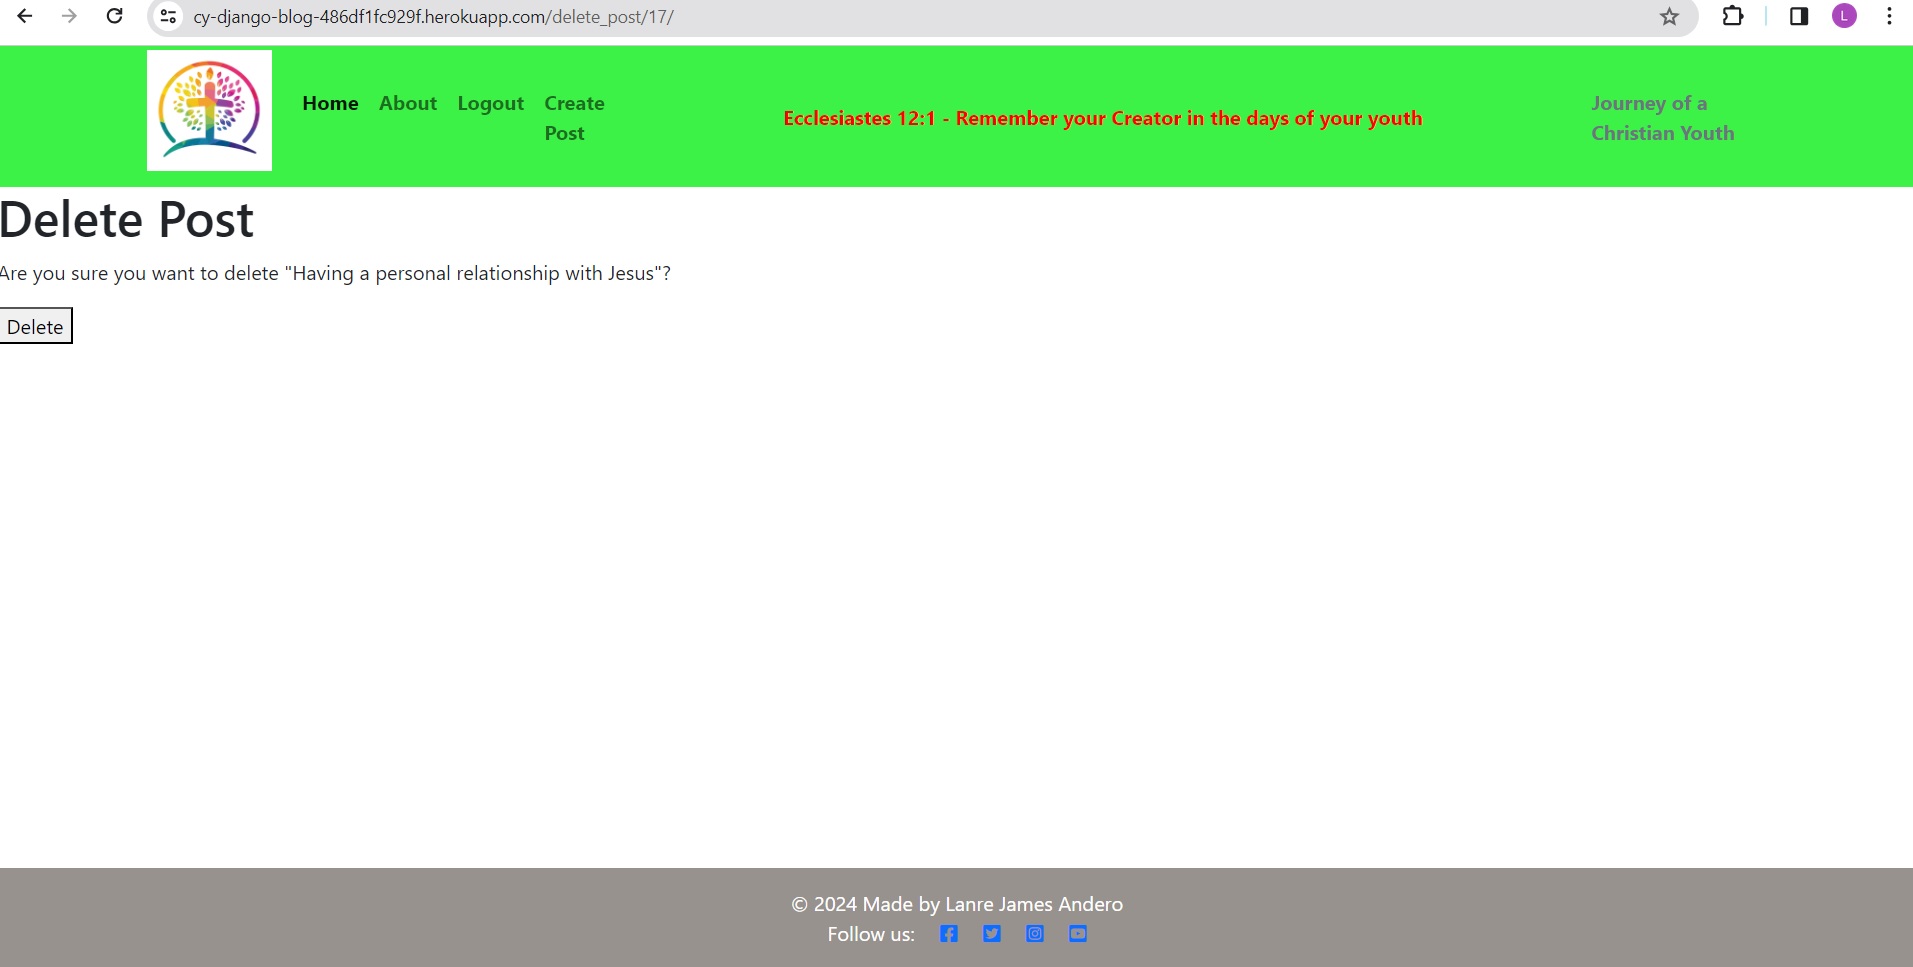 cy-django-blog-486df1fc929f.herokuapp.com/delete_post/17/
L
Home About Logout Create Post
Ecclesiastes 12:1 - Remember your Creator in the days of your youth
Journey of a
Christian Youth
Delete Post
Are you sure you want to delete "Having a personal relationship with Jesus"?
Delete
© 2024 Made by Lanre James Andero
Follow us: